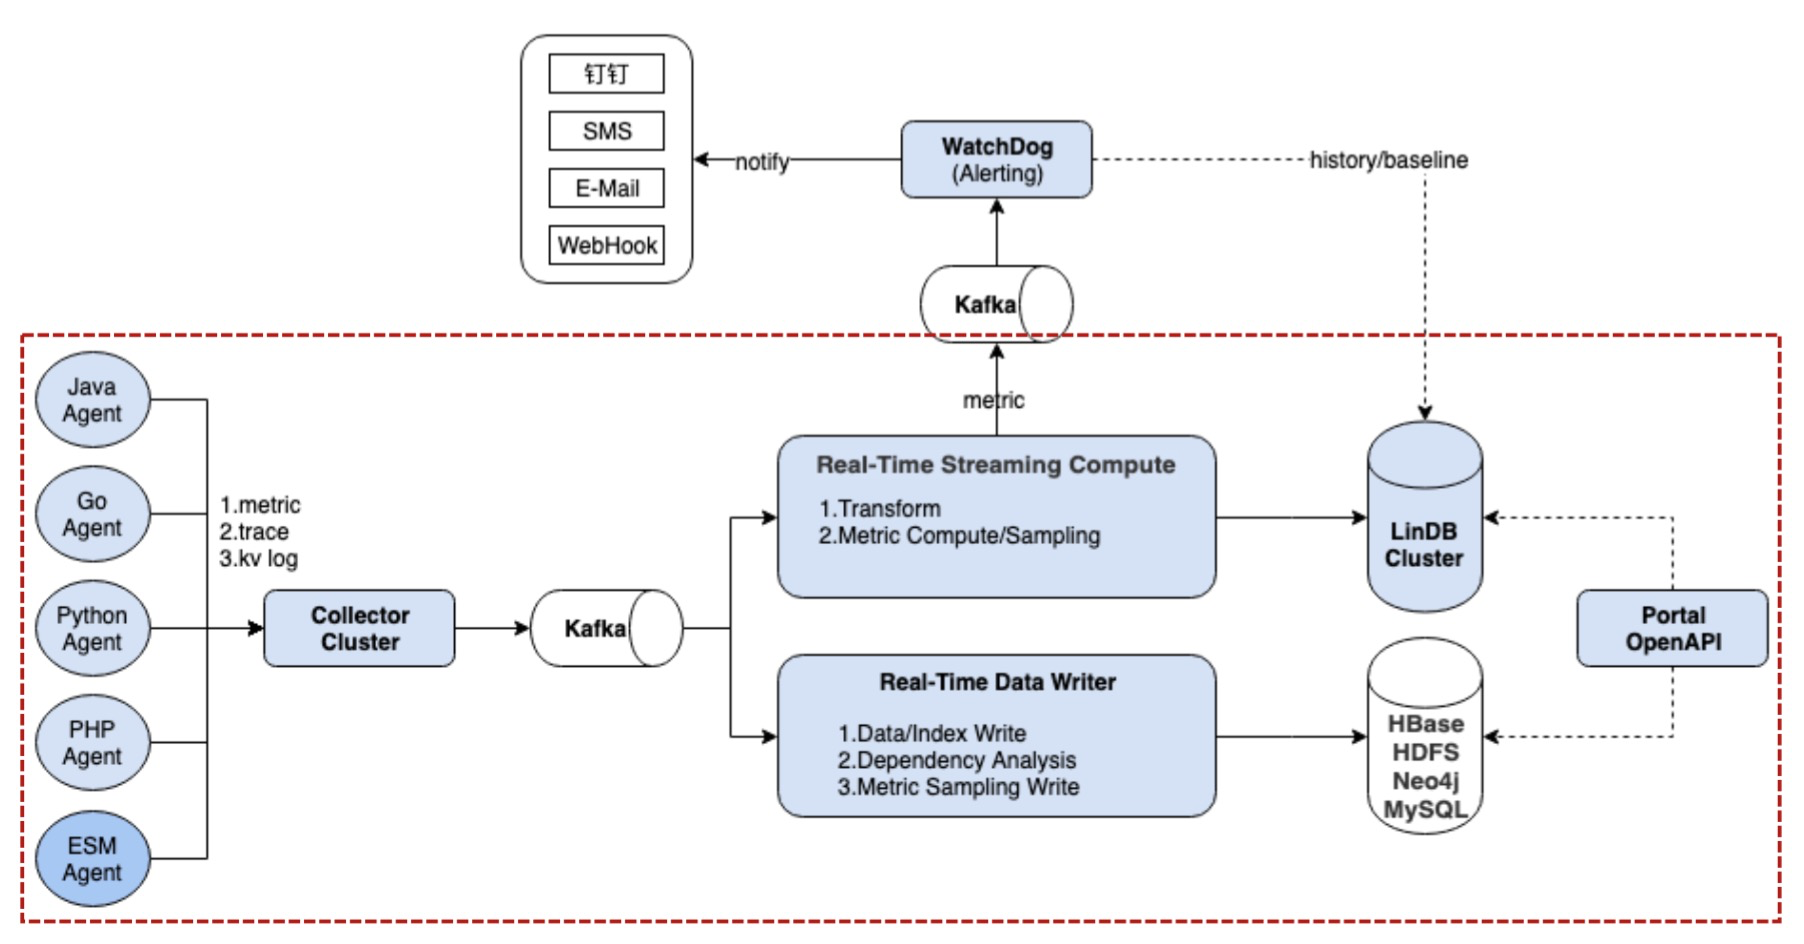 钉钉
SMS
E-Mail
WebHook
notify
WatchDog
(Alerting)
history/baseline
Kafka
metric
Java
Agent
Go
Agent
Python
Agent
PHP
Agent
ESM
Agent
1.metric
2.trace
3.kv log
Collector
Cluster
Kafka
Real-Time Streaming Compute
1.Transform
2.Metric Compute/Sampling
Real-Time Data Writer
1.Data/Index Write
2.Dependency Analysis
3.Metric Sampling Write
LinDB
Cluster
HBase
HDFS
Neo4j
MySQL
Portal
OpenAPI